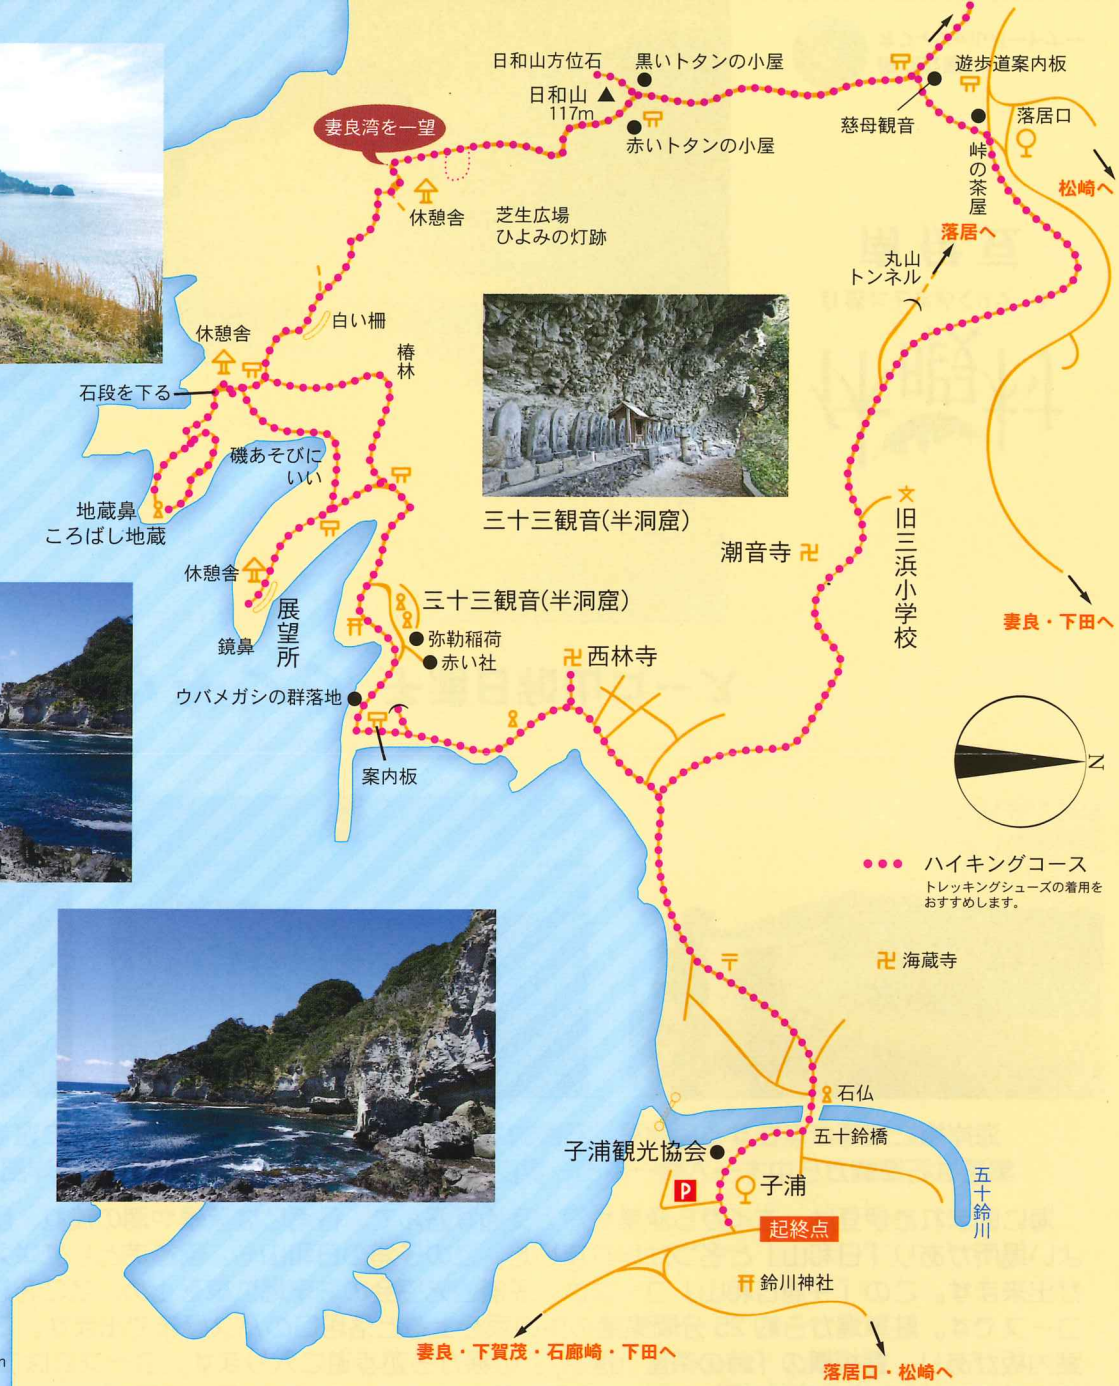 日和山方位石
黒いトタンの小屋
遊歩道案内板
日和山
117m
落居口
妻良湾を一望
慈母観音
赤いトタンの小屋
峠の茶屋
松崎へ
休憩舎
芝生広場
ひよみの灯跡
落居へ
丸山
トンネル
白い柵
休憩舎
椿林
石段を下る
磯あそびに
いい
地蔵鼻
ころばし地蔵
三十三観音(半洞窟)
旧三浜小学校
潮音寺
休憩舎
展望所
三十三観音(半洞窟)
妻良・下田へ
弥勒稲荷
鏡鼻
赤い社
西林寺
ウバメガシの群落地
案内板
N
ハイキングコース
トレッキングシューズの着用を
おすすめします。
〒
海蔵寺
石仏
五十鈴橋
子浦観光協会
五十鈴川
P
子浦
起終点
鈴川神社
妻良・下賀茂・石廊崎・下田へ
落居口・松崎へ